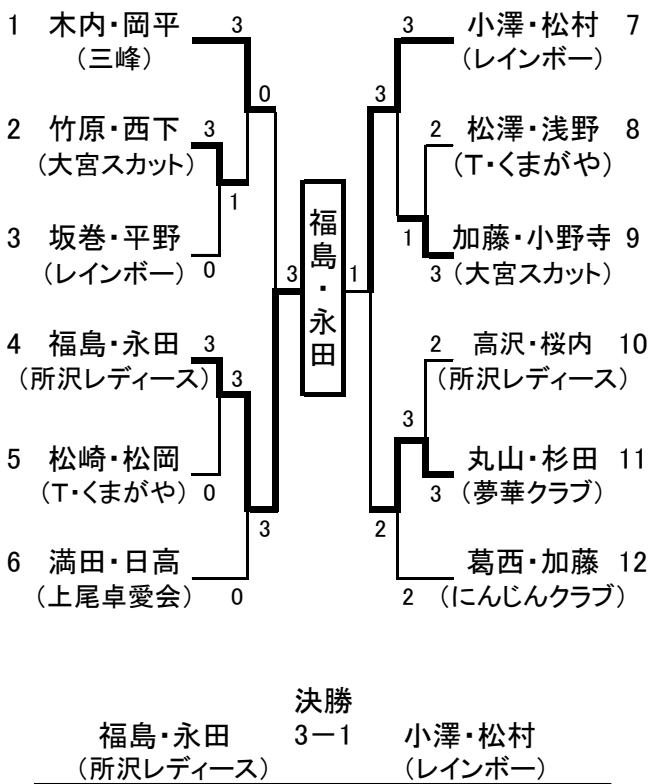 1 木内・岡平 3
(三峰)
0
2 竹原・西下 3
(大宮スカット)
1
3 坂巻・平野
(レインボー) 0
4 福島・永田 3
(所沢レディース) 3
5 松崎・松岡
(T・くまがや) 0
3
6 満田・日高
(上尾卓愛会) 0
3
福島・永田
1
3 小澤・松村 7
(レインボー)
3
2 松澤・浅野 8
(T・くまがや)
1 加藤・小野寺 9
3 (大宮スカット)
2 高沢・桜内 10
(所沢レディース)
3
丸山・杉田 11
3 (夢華クラブ)
2
葛西・加藤 12
2 (にんじんクラブ)
決勝
福島・永田 3－1 小澤・松村
(所沢レディース) (レインボー)